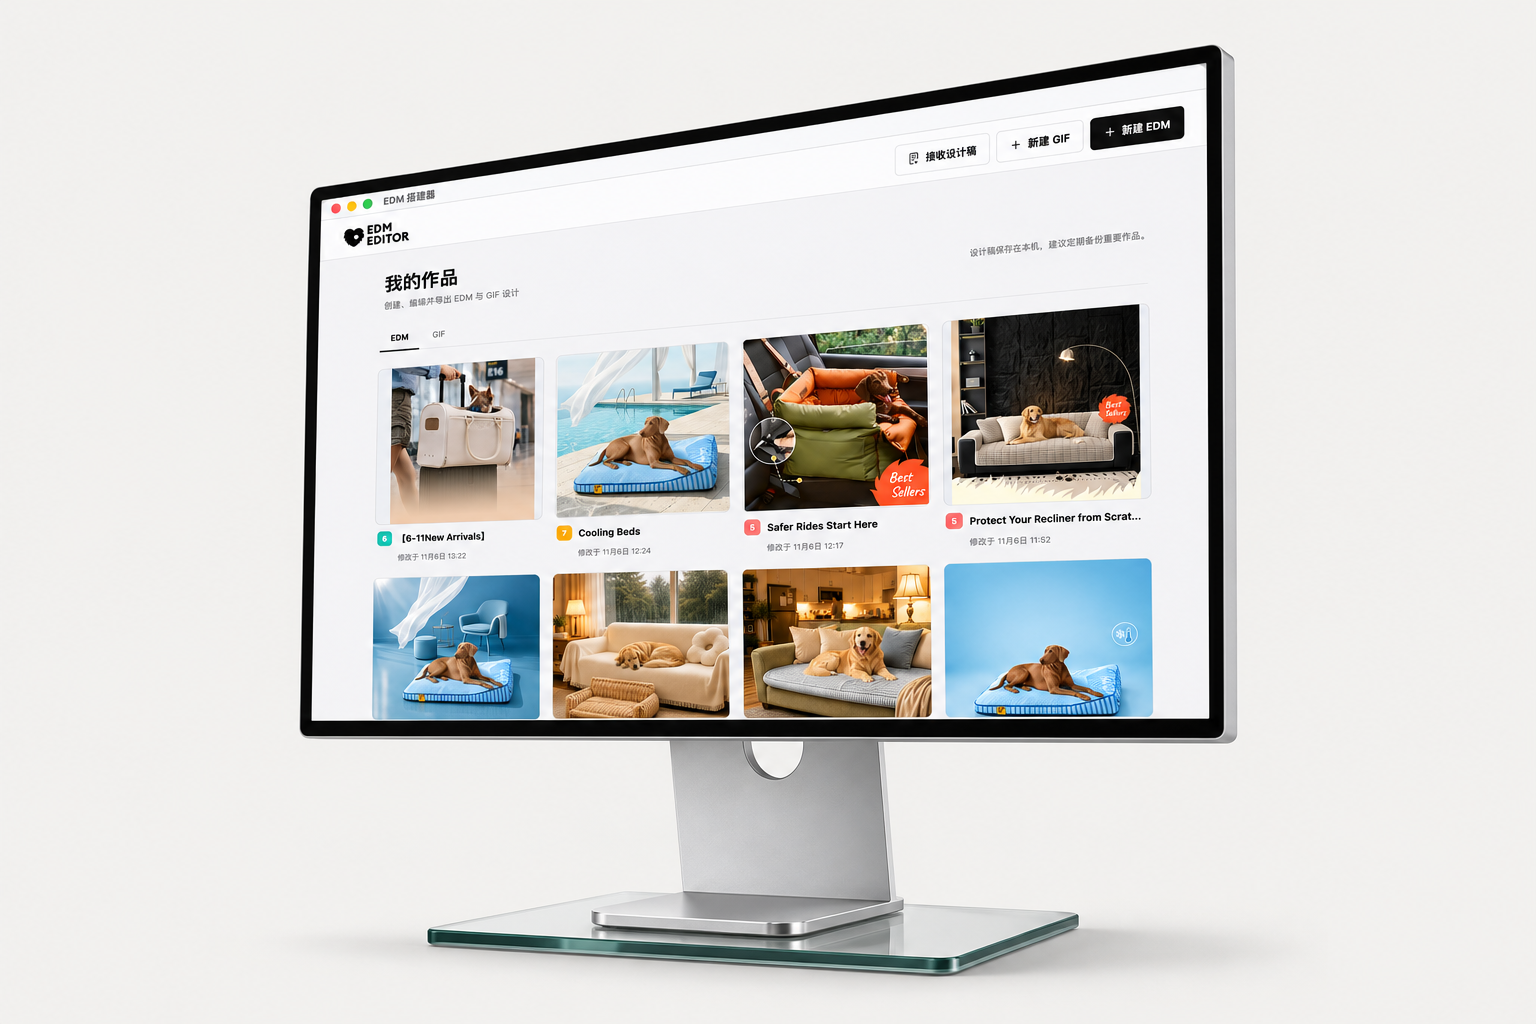 EDM 搭建器
接收设计稿
+ 新建 GIF
+ 新建 EDM
EDM
EDITOR
我的作品
创建、编辑并导出 EDM 与 GIF 设计
设计稿保存在本机，建议定期备份重要作品。
EDM
GIF
£16
Best
Sellers
Best
Sellers
6
【6-11New Arrivals】
修改于 11月6日 13:22
7
Cooling Beds
修改于 11月6日 12:24
5
Safer Rides Start Here
修改于 11月6日 12:17
5
Protect Your Recliner from Scrat...
修改于 11月6日 11:52